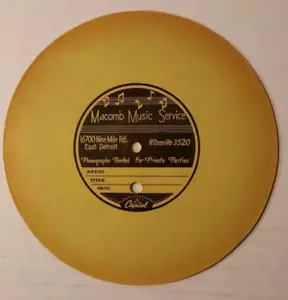 Macomb Music Service
16700 Nine Mile Rd.
East Detroit
ROseville 3520
Phonographs Rented For Private Parties
ARTIST
TITLE
DATE
Capitol